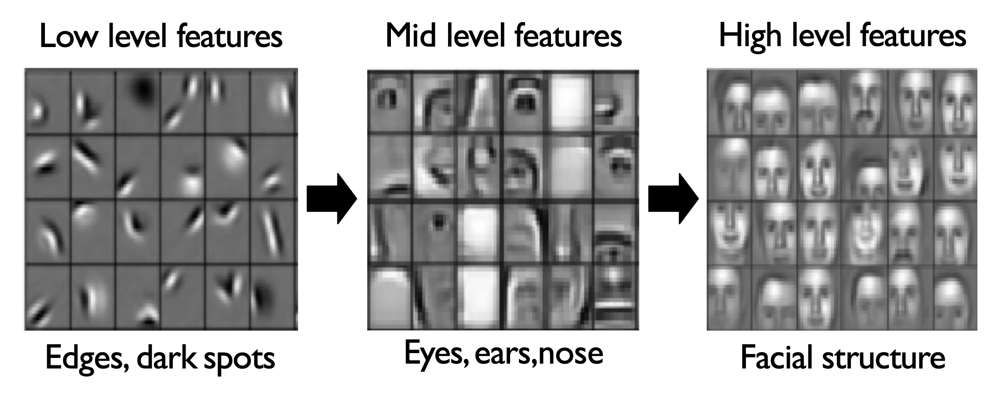 Low level features
Mid level features
High level features
Edges, dark spots
Eyes, ears,nose
Facial structure